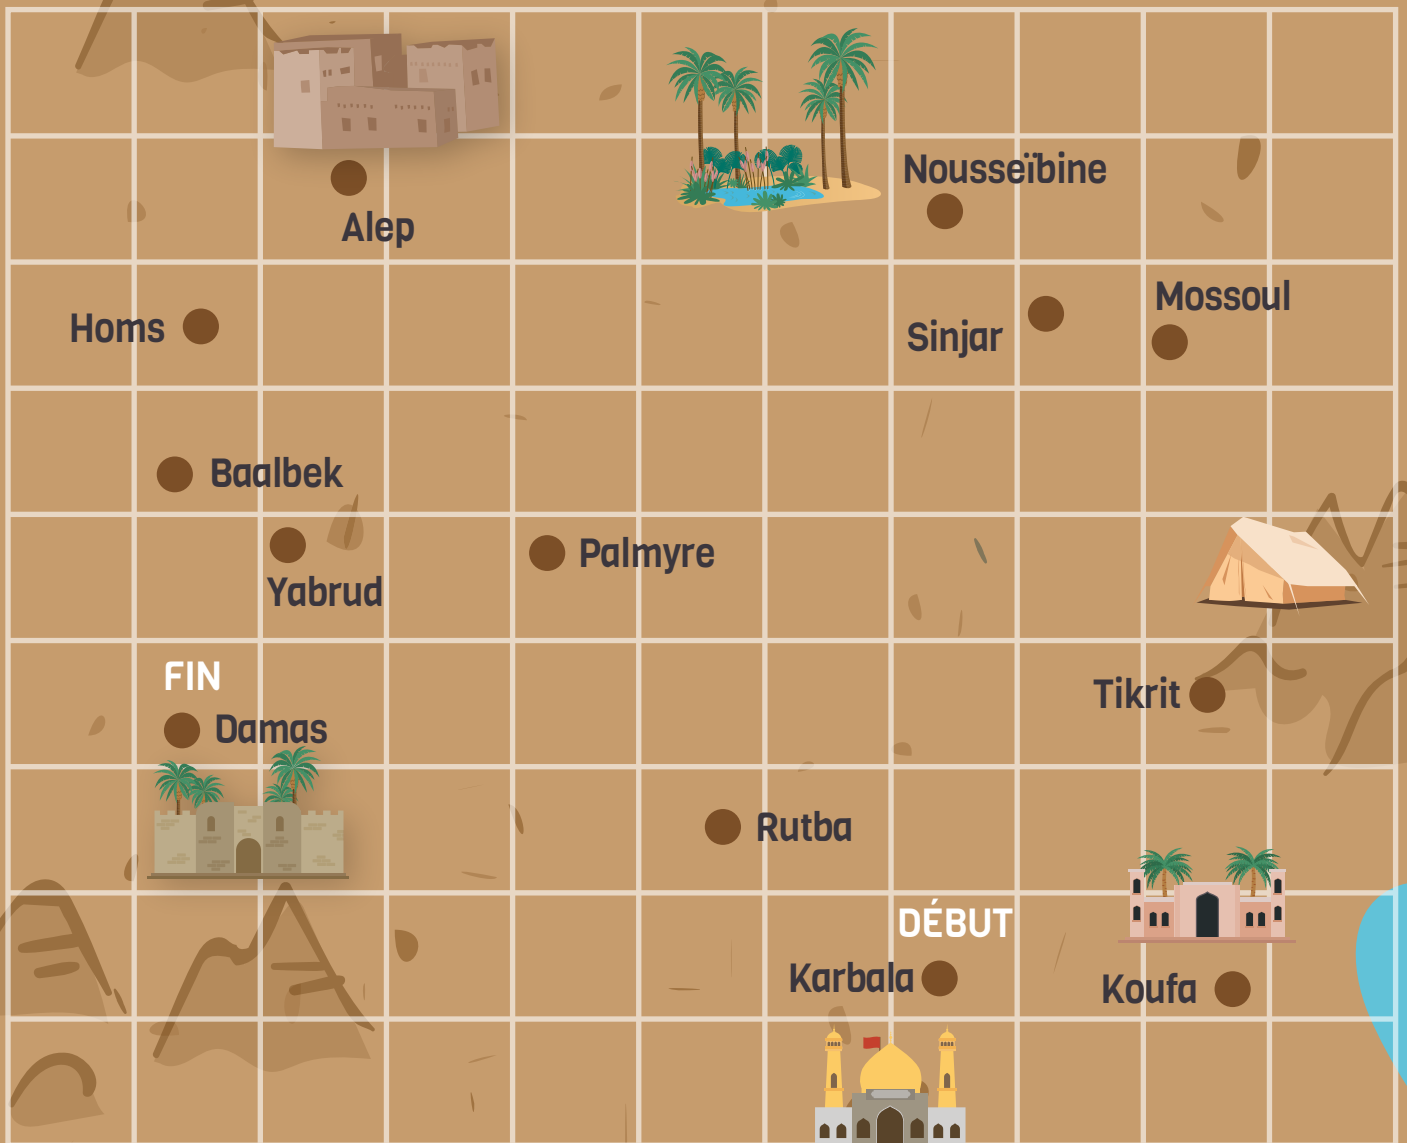 Nousseïbine
Alep
Mossoul
Homs
Sinjar
Baalbek
Palmyre
Yabrud
FIN
Tikrit
Damas
Rutba
DÉBUT
Karbala
Koufa